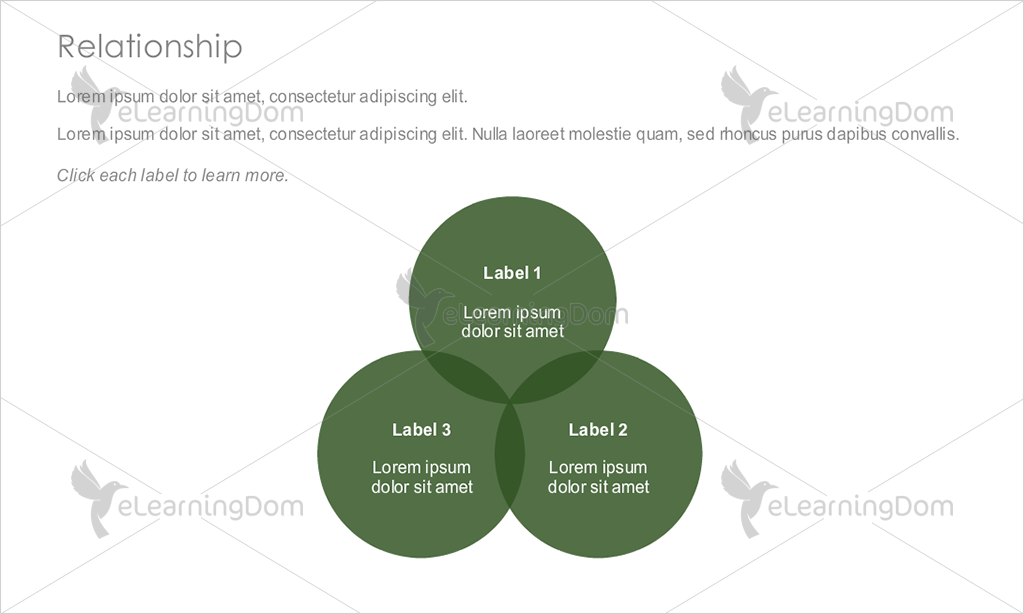 Relationship
Lorem ipsum dolor sit amet, consectetur adipiscing elit.
eLearningDom
eLearningDom
Lorem ipsum dolor sit amet, consectetur adipiscing elit. Nulla laoreet molestie quam, sed rhoncus purus dapibus convallis.
Click each label to learn more.
Label 1
Lorem ipsum
dolor sit amet
eLearningDom
Label 3
Lorem ipsum
dolor sit amet
Label 2
Lorem ipsum
dolor sit amet
eLearningDom
eLearningDom